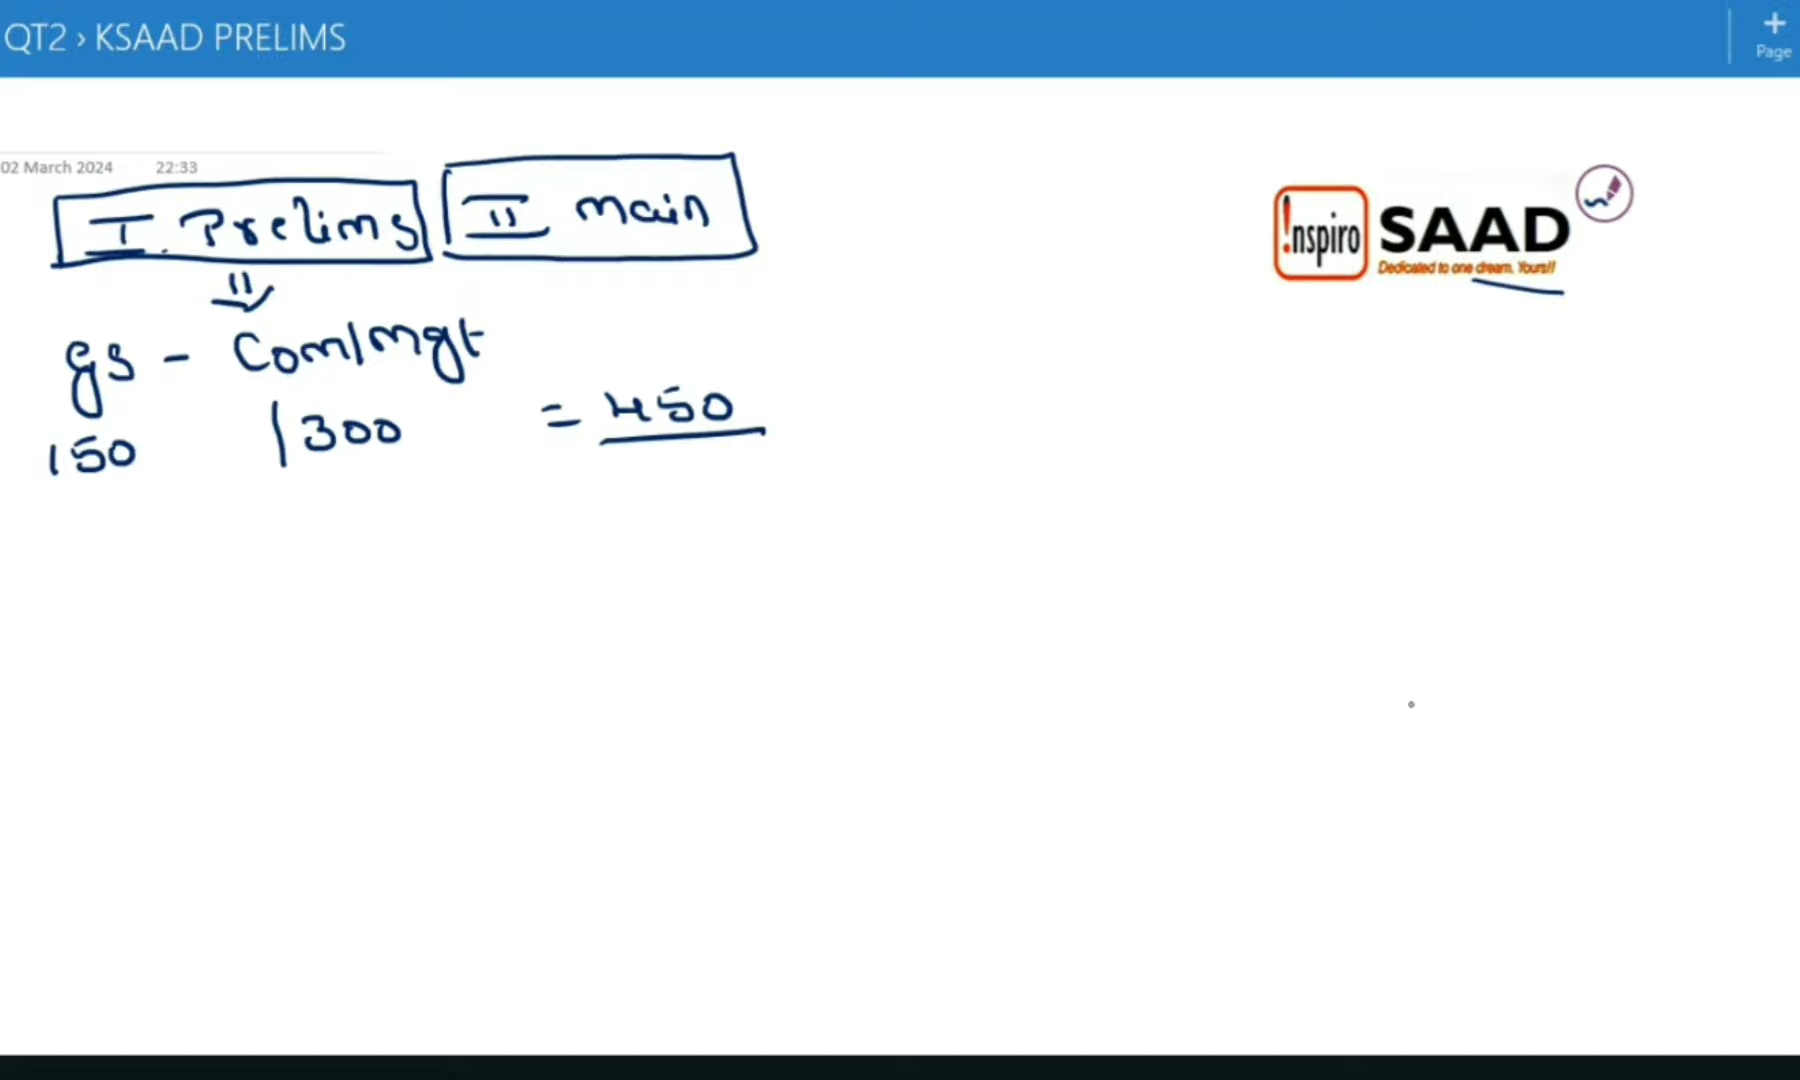 QT2 › KSAAD PRELIMS
+
Page
02 March 2024 22:33
I. Prelims II main
!nspiro SAAD
Dedicated to one dream. Yours!!
gs - Com/mgt
150 | 300 = 450